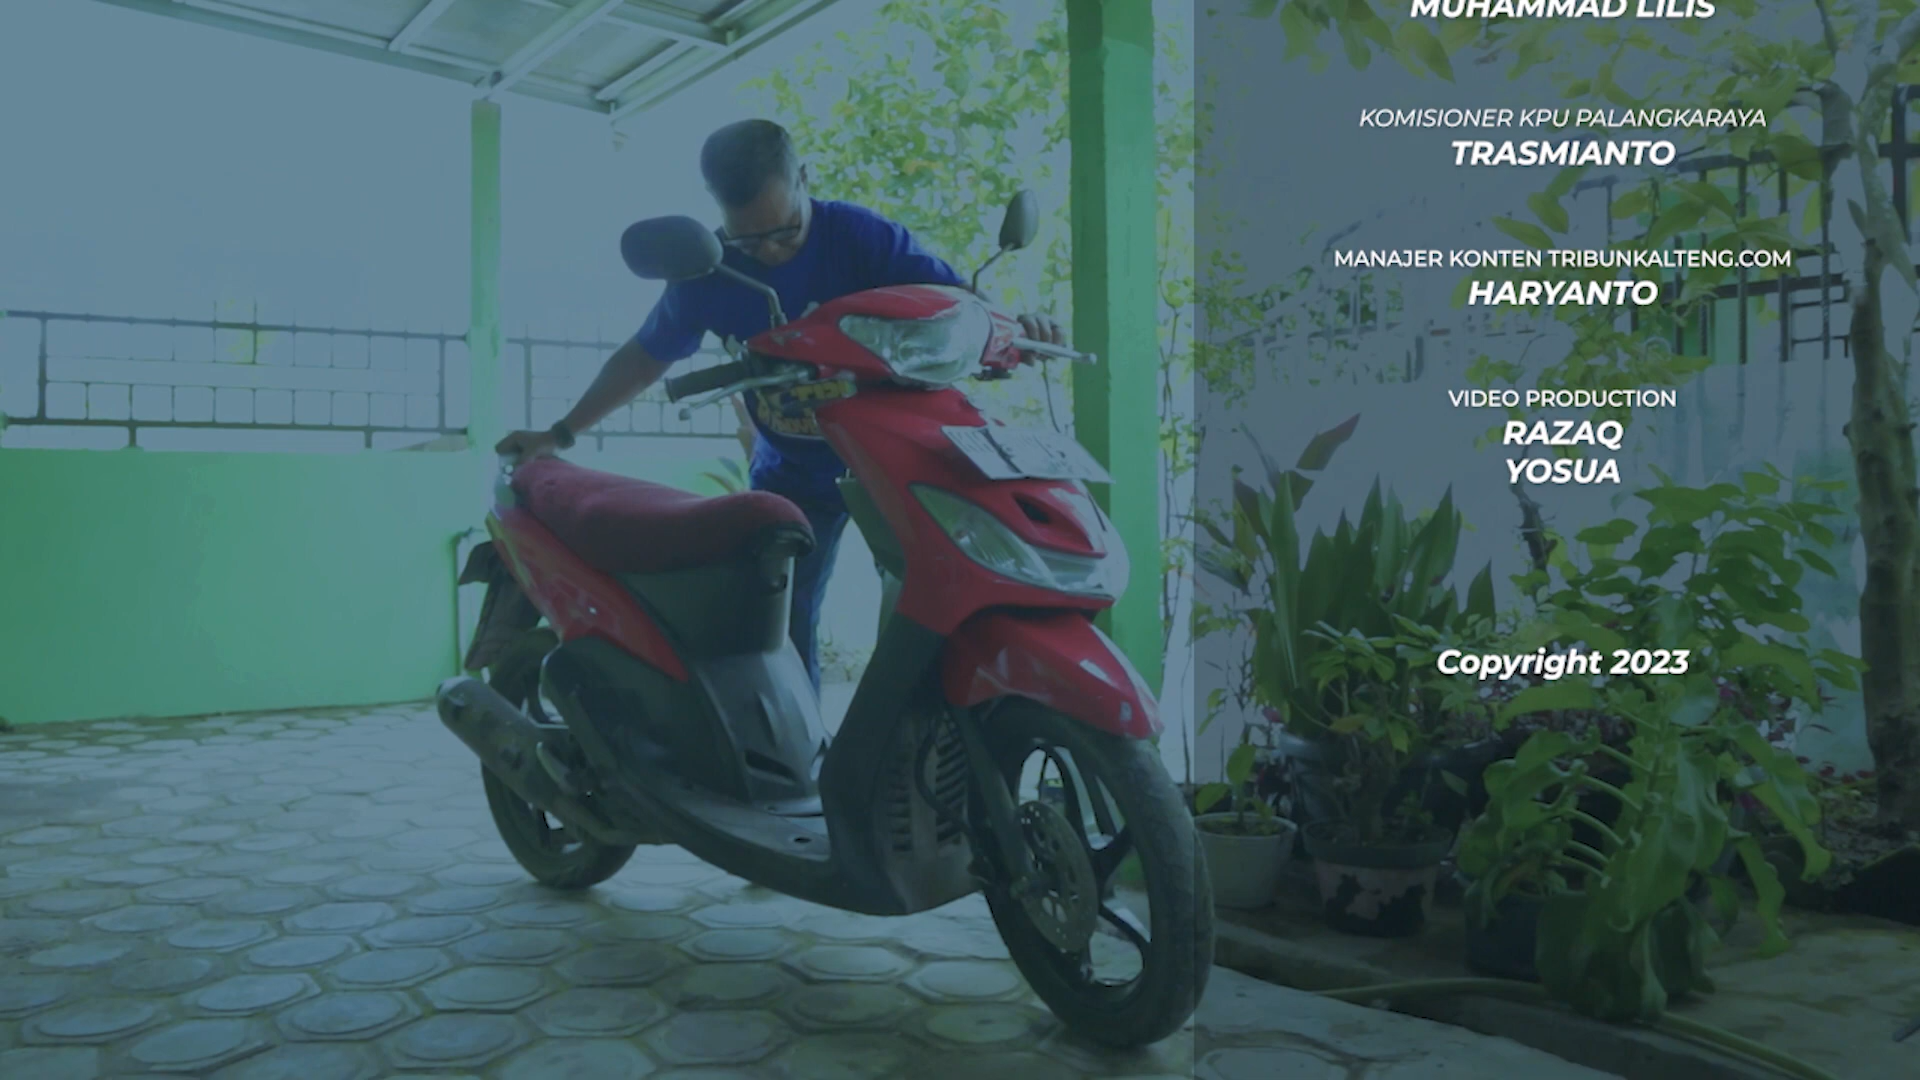 MUHAMMAD LILIS
KOMISIONER KPU PALANGKARAYA
TRASMIANTO
MANAJER KONTEN TRIBUNKALTENG.COM
HARYANTO
VIDEO PRODUCTION
RAZAQ
YOSUA
Copyright 2023